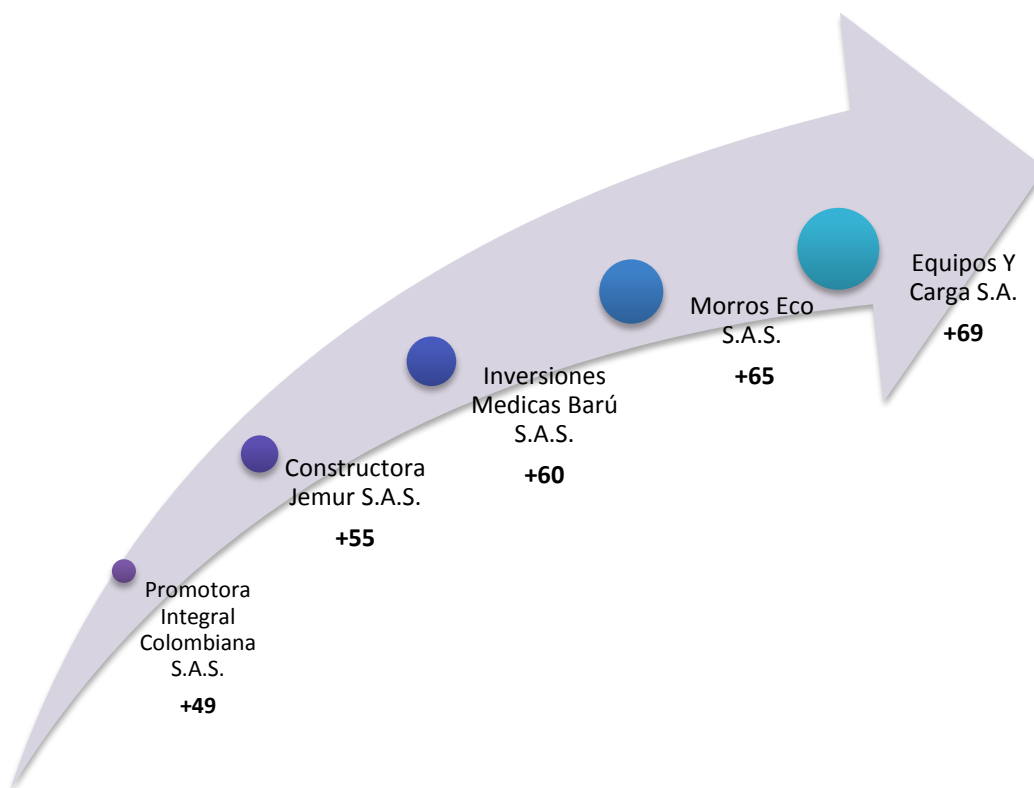 Promotora
Integral
Colombiana
S.A.S.
+49
Constructora
Jemur S.A.S.
+55
Inversiones
Medicas Barú
S.A.S.
+60
Morros Eco
S.A.S.
+65
Equipos Y
Carga S.A.
+69